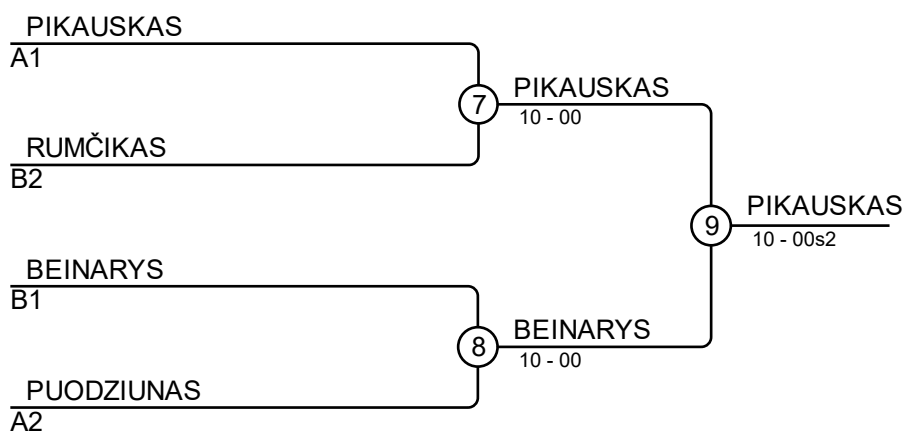 PIKAUSKAS
A1
7
PIKAUSKAS
10 - 00
RUMČIKAS
B2
9
PIKAUSKAS
10 - 00s2
BEINARYS
B1
8
BEINARYS
10 - 00
PUODZIUNAS
A2